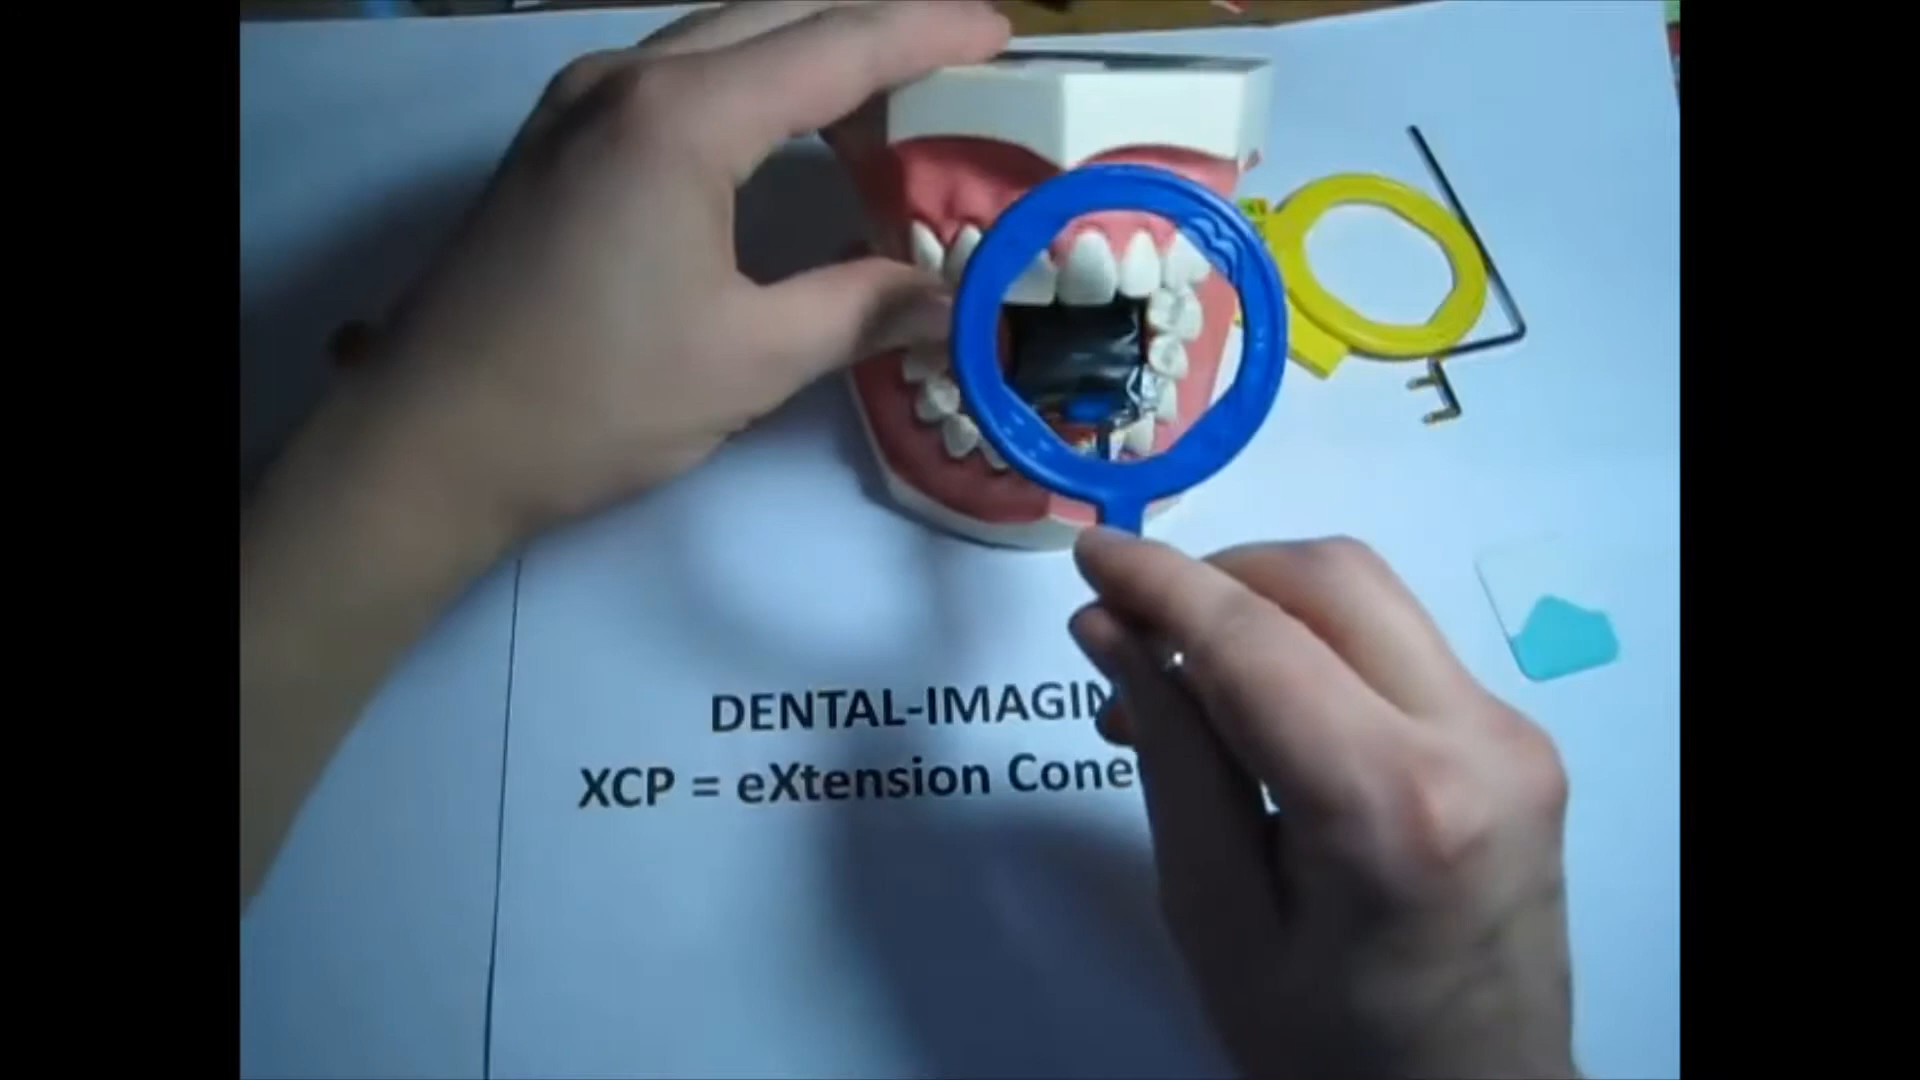 DENTAL-IMAGIN
XCP = eXtension Cone